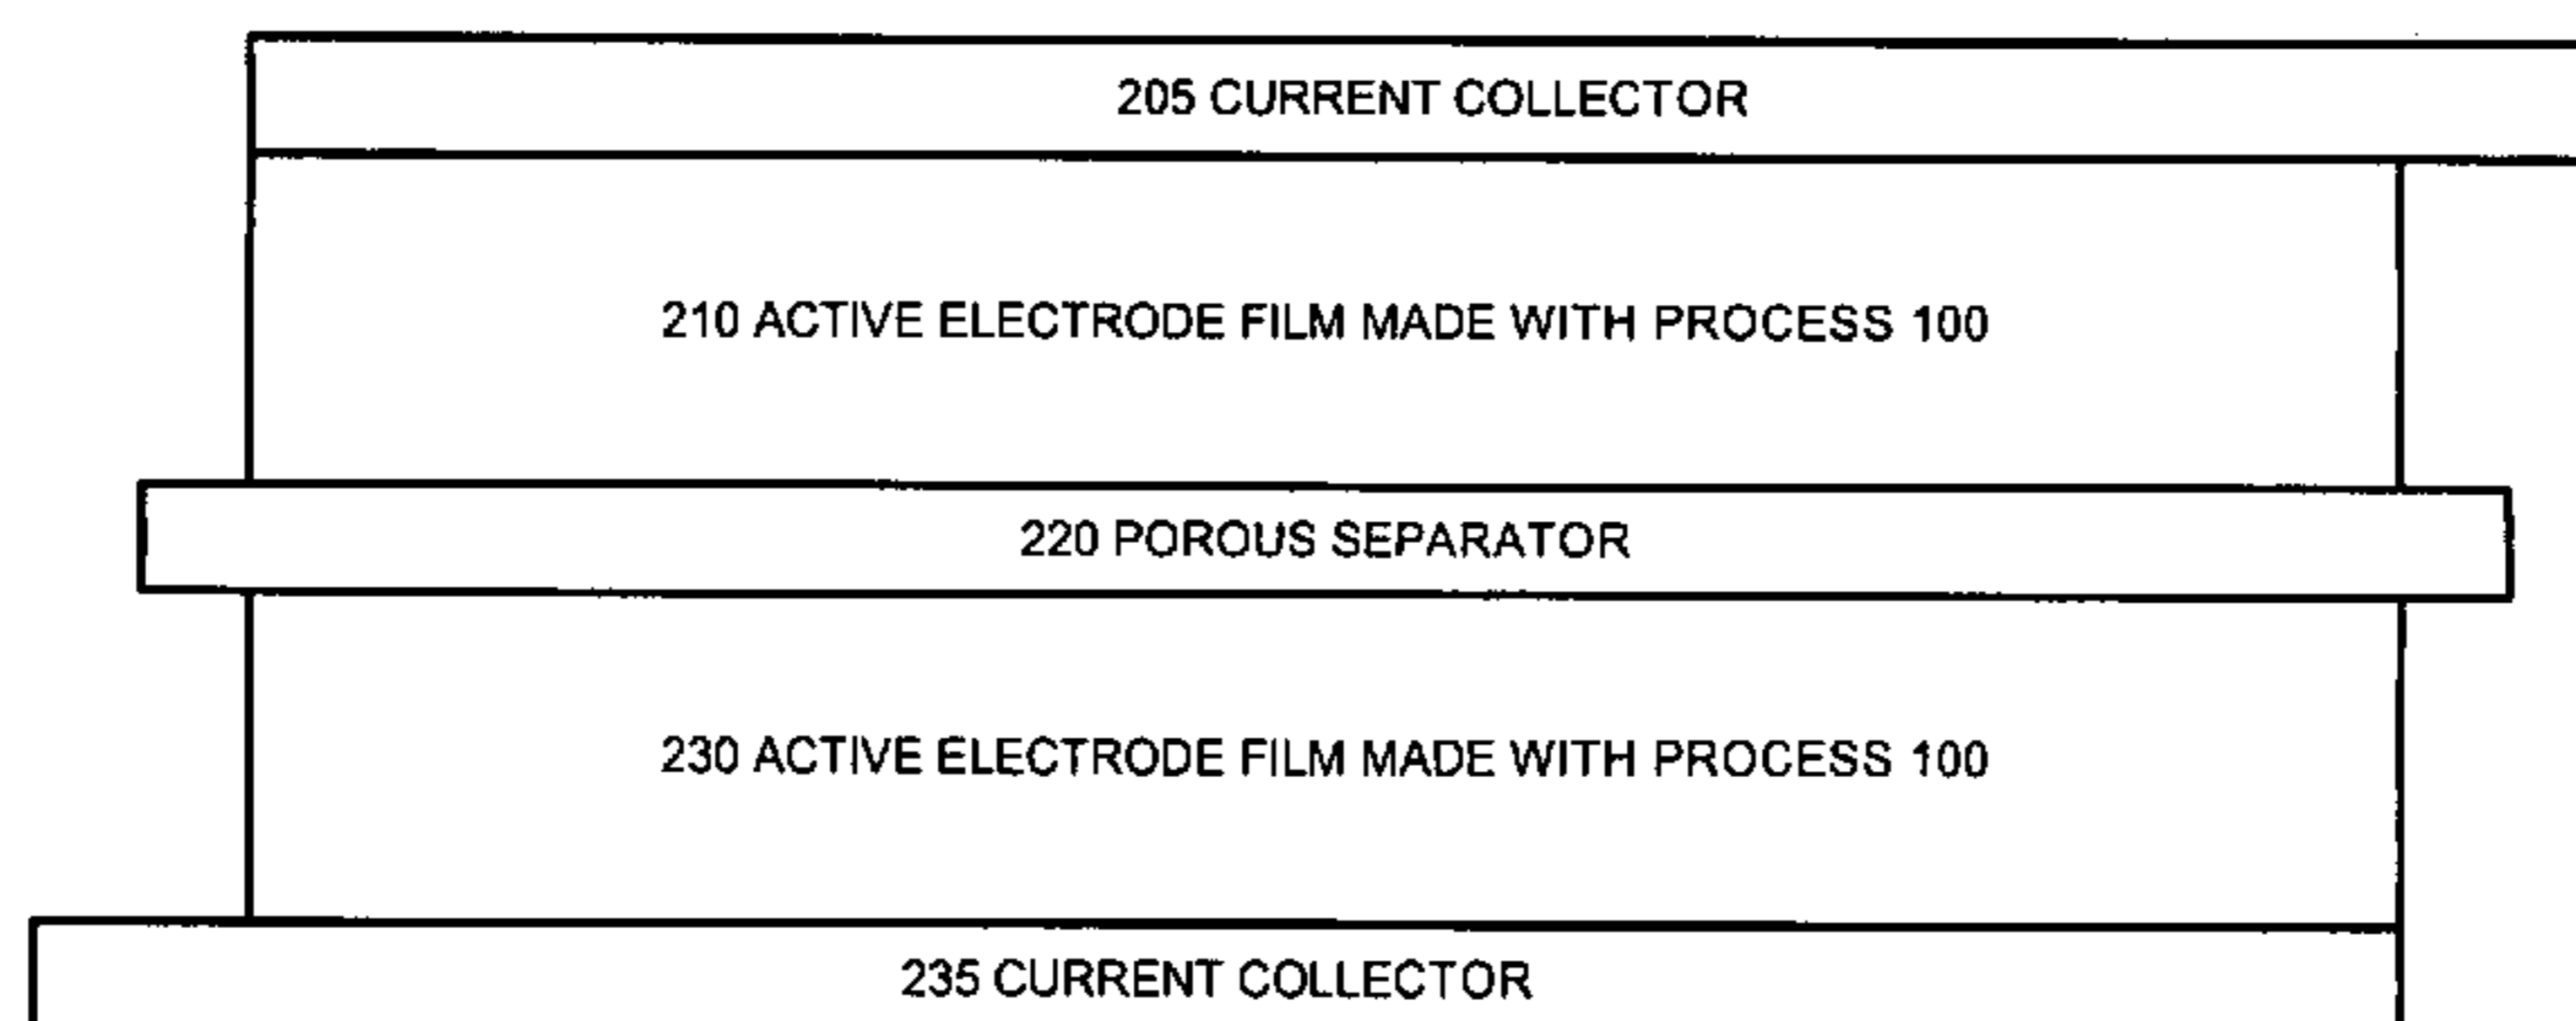 205 CURRENT COLLECTOR
210 ACTIVE ELECTRODE FILM MADE WITH PROCESS 100
220 POROUS SEPARATOR
230 ACTIVE ELECTRODE FILM MADE WITH PROCESS 100
235 CURRENT COLLECTOR